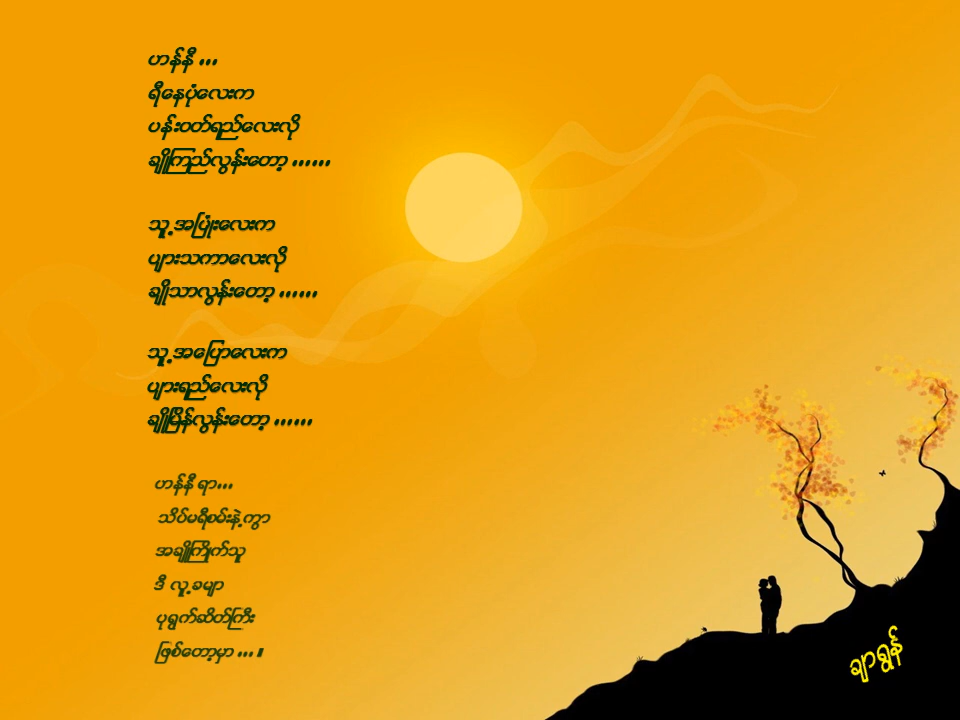 ဟန်နီ ...
ရီနေပုံလေးက
ပန်းဝတ်ရည်လေးလို
ချိုကြည်လွန်းတော့ ......
သူ့အပြုံးလေးက
ပျားသကာလေးလို
ချိုသာလွန်းတော့ ......
သူ့အပြောလေးက
ပျားရည်လေးလို
ချိုမြိန်လွန်းတော့ ......
ဟန်နီ ရာ...
သိပ်မရီစမ်းနဲ့ကွာ
အချိုကြိုက်သူ
ဒီ လူ့ခမျာ
ပုရွက်ဆိတ်ကြီး
ဖြစ်တော့မှာ ... ။
ချာရွန်